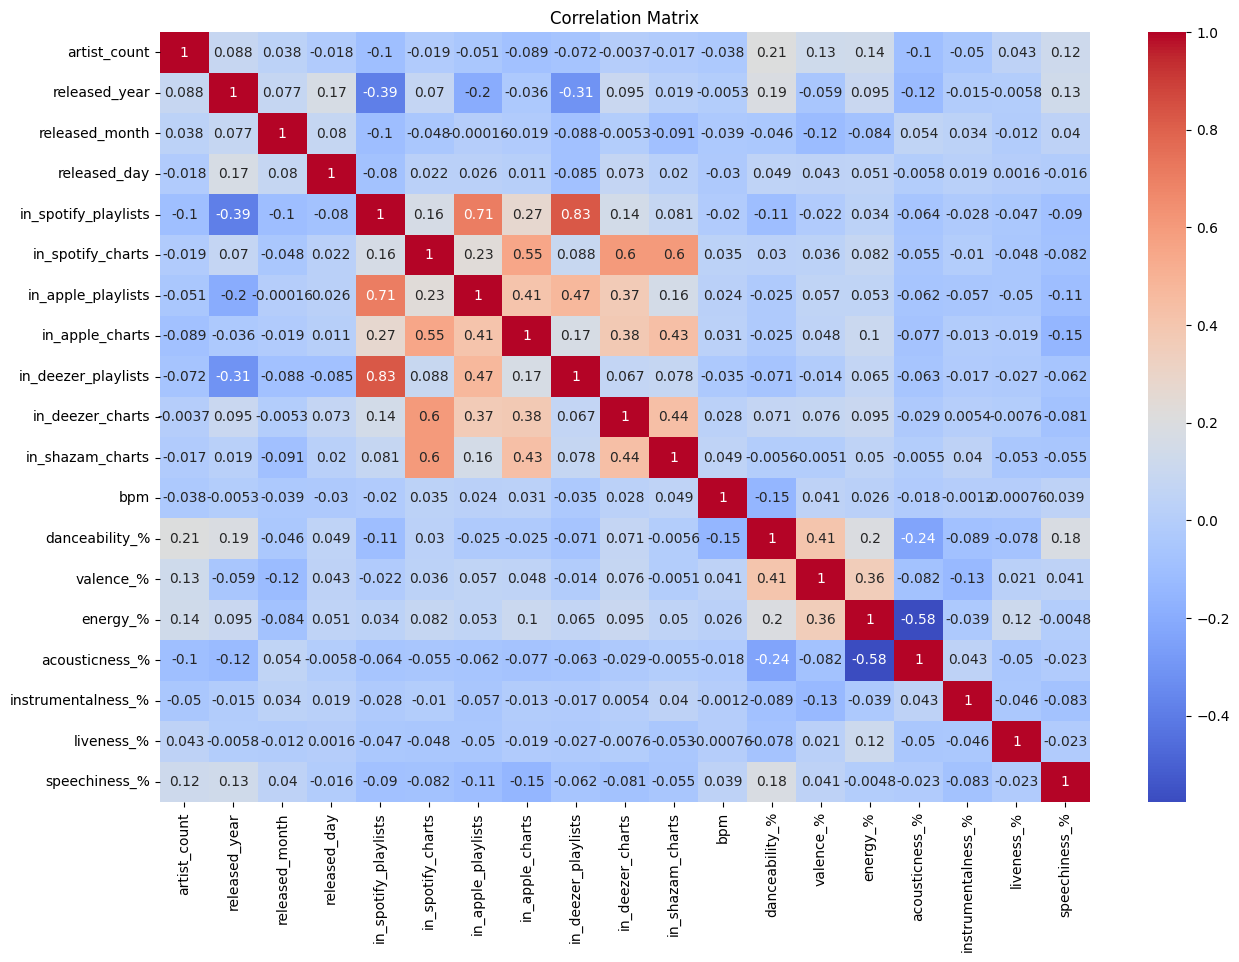 Correlation Matrix
artist_count 1 0.088 0.038 -0.018 -0.1 -0.019 -0.051 -0.089 -0.072 -0.0037 -0.017 -0.038 0.21 0.13 0.14 -0.1 -0.05 0.043 0.12
released_year 0.088 1 0.077 0.17 -0.39 0.07 -0.2 -0.036 -0.31 0.095 0.019 -0.0053 0.19 -0.059 0.095 -0.12 -0.015 -0.0058 0.13
released_month 0.038 0.077 1 0.08 -0.1 -0.048 -0.00016 -0.019 -0.088 -0.0053 -0.091 -0.039 -0.046 -0.12 -0.084 0.054 0.034 -0.012 0.04
released_day -0.018 0.17 0.08 1 -0.08 0.022 0.026 0.011 -0.085 0.073 0.02 -0.03 0.049 0.043 0.051 -0.0058 0.019 0.0016 -0.016
in_spotify_playlists -0.1 -0.39 -0.1 -0.08 1 0.16 0.71 0.27 0.83 0.14 0.081 -0.02 -0.11 -0.022 0.034 -0.064 -0.028 -0.047 -0.09
in_spotify_charts -0.019 0.07 -0.048 0.022 0.16 1 0.23 0.55 0.088 0.6 0.6 0.035 0.03 0.036 0.082 -0.055 -0.01 -0.048 -0.082
in_apple_playlists -0.051 -0.2 -0.00016 0.026 0.71 0.23 1 0.41 0.47 0.37 0.16 0.024 -0.025 0.057 0.053 -0.062 -0.057 -0.05 -0.11
in_apple_charts -0.089 -0.036 -0.019 0.011 0.27 0.55 0.41 1 0.17 0.38 0.43 0.031 -0.025 0.048 0.1 -0.077 -0.013 -0.019 -0.15
in_deezer_playlists -0.072 -0.31 -0.088 -0.085 0.83 0.088 0.47 0.17 1 0.067 0.078 -0.035 -0.071 -0.014 0.065 -0.063 -0.017 -0.027 -0.062
in_deezer_charts -0.0037 0.095 -0.0053 0.073 0.14 0.6 0.37 0.38 0.067 1 0.44 0.028 0.071 0.076 0.095 -0.029 0.0054 -0.0076 -0.081
in_shazam_charts -0.017 0.019 -0.091 0.02 0.081 0.6 0.16 0.43 0.078 0.44 1 0.049 -0.0056 -0.0051 0.05 -0.0055 0.04 -0.053 -0.055
bpm -0.038 -0.0053 -0.039 -0.03 -0.02 0.035 0.024 0.031 -0.035 0.028 0.049 1 -0.15 0.041 0.026 -0.018 -0.0012 -0.00076 0.039
danceability_% 0.21 0.19 -0.046 0.049 -0.11 0.03 -0.025 -0.025 -0.071 0.071 -0.0056 -0.15 1 0.41 0.2 -0.24 -0.089 -0.078 0.18
valence_% 0.13 -0.059 -0.12 0.043 -0.022 0.036 0.057 0.048 -0.014 0.076 -0.0051 0.041 0.41 1 0.36 -0.082 -0.13 0.021 0.041
energy_% 0.14 0.095 -0.084 0.051 0.034 0.082 0.053 0.1 0.065 0.095 0.05 0.026 0.2 0.36 1 -0.58 -0.039 0.12 -0.0048
acousticness_% -0.1 -0.12 0.054 -0.0058 -0.064 -0.055 -0.062 -0.077 -0.063 -0.029 -0.0055 -0.018 -0.24 -0.082 -0.58 1 0.043 -0.05 -0.023
instrumentalness_% -0.05 -0.015 0.034 0.019 -0.028 -0.01 -0.057 -0.013 -0.017 0.0054 0.04 -0.0012 -0.089 -0.13 -0.039 0.043 1 -0.046 -0.083
liveness_% 0.043 -0.0058 -0.012 0.0016 -0.047 -0.048 -0.05 -0.019 -0.027 -0.0076 -0.053 -0.00076 -0.078 0.021 0.12 -0.05 -0.046 1 -0.023
speechiness_% 0.12 0.13 0.04 -0.016 -0.09 -0.082 -0.11 -0.15 -0.062 -0.081 -0.055 0.039 0.18 0.041 -0.0048 -0.023 -0.083 -0.023 1
artist_count
released_year
released_month
released_day
in_spotify_playlists
in_spotify_charts
in_apple_playlists
in_apple_charts
in_deezer_playlists
in_deezer_charts
in_shazam_charts
bpm
danceability_%
valence_%
energy_%
acousticness_%
instrumentalness_%
liveness_%
speechiness_%
1.0
0.8
0.6
0.4
0.2
0.0
−0.2
−0.4